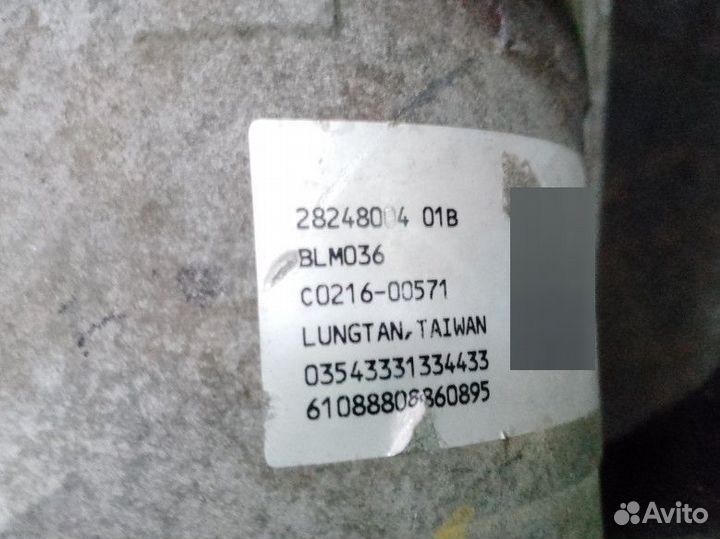 28248004 01B
BLM036
C0216-00571
LUNGTAN, TAIWAN
03543331334433
61088808860895
Avito